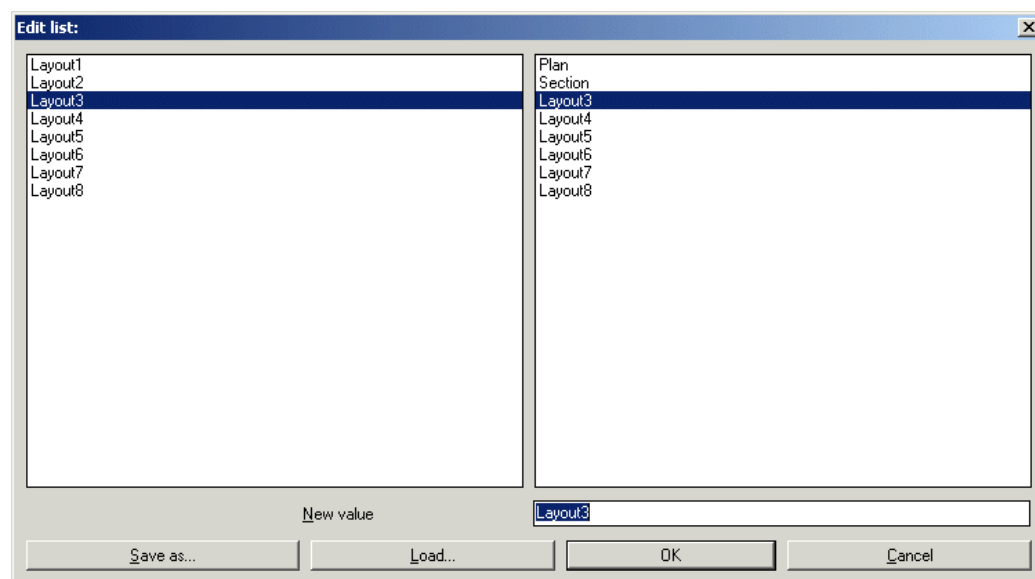 Edit list:
Layout1
Layout2
Layout3
Layout4
Layout5
Layout6
Layout7
Layout8
Plan
Section
Layout3
Layout4
Layout5
Layout6
Layout7
Layout8
New value
Layout3
Save as...
Load...
OK
Cancel